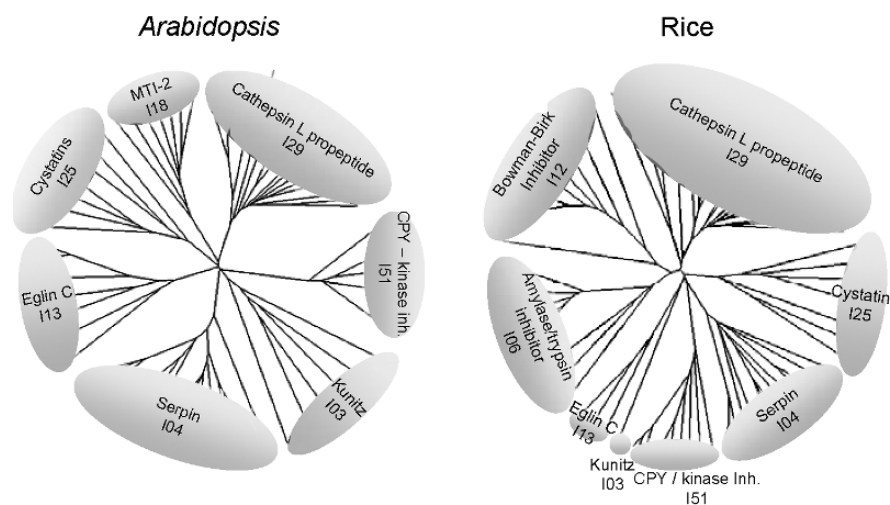 Arabidopsis
Rice
MTI-2
I18
Cathepsin L propeptide
I29
Cystatins
I25
CPY – kinase inh.
I51
Eglin C
I13
Kunitz
I03
Serpin
I04
Cathepsin L propeptide
I29
Bowman-Birk
Inhibitor
I12
Cystatin
I25
Amylase/trypsin
inhibitor
I06
Serpin
I04
Eglin C
I13
Kunitz
I03
CPY / kinase Inh.
I51